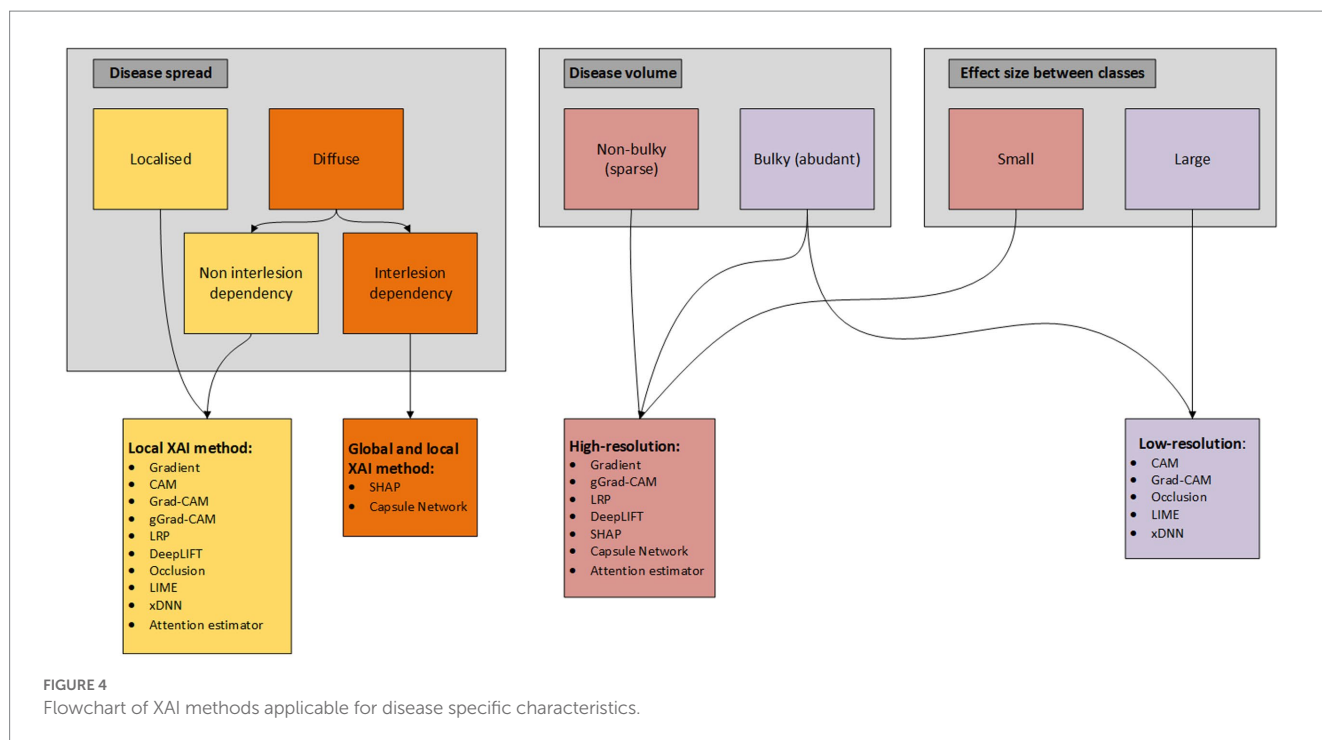 Disease spread
Localised
Diffuse
Non interlesion
dependency
Interlesion
dependency
Disease volume
Non-bulky
(sparse)
Bulky (abudant)
Effect size between classes
Small
Large
Local XAI method:
• Gradient
• CAM
• Grad-CAM
• gGrad-CAM
• LRP
• DeepLIFT
• Occlusion
• LIME
• xDNN
• Attention estimator
Global and local
XAI method:
• SHAP
• Capsule Network
High-resolution:
• Gradient
• gGrad-CAM
• LRP
• DeepLIFT
• SHAP
• Capsule Network
• Attention estimator
Low-resolution:
• CAM
• Grad-CAM
• Occlusion
• LIME
• xDNN
FIGURE 4
Flowchart of XAI methods applicable for disease specific characteristics.